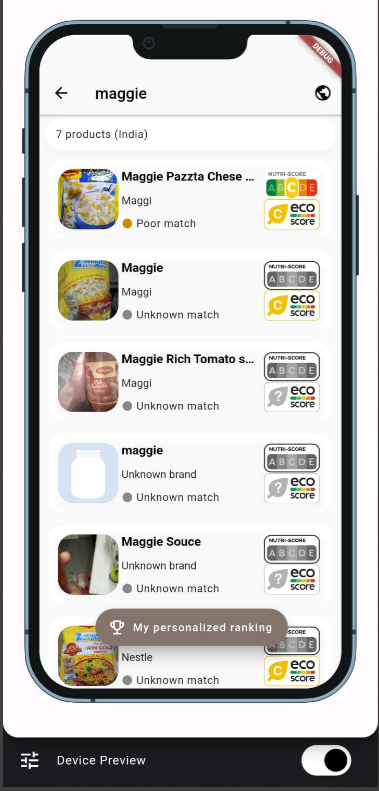 DEBUG
maggie
7 products (India)
Maggie Pazzta Chese ...
Maggi
Poor match
NUTRI-SCORE
A B C D E
C eco
score
Maggie
Maggi
Unknown match
NUTRI-SCORE
A B C D E
C eco
score
Maggie Rich Tomato s...
Maggi
Unknown match
NUTRI-SCORE
A B C D E
? eco
score
maggie
Unknown brand
Unknown match
NUTRI-SCORE
A B C D E
? eco
score
Maggie Souce
Unknown brand
Unknown match
NUTRI-SCORE
A B C D E
? eco
score
My personalized ranking
Nestle
Unknown match
A B C D E
C eco
score
Device Preview